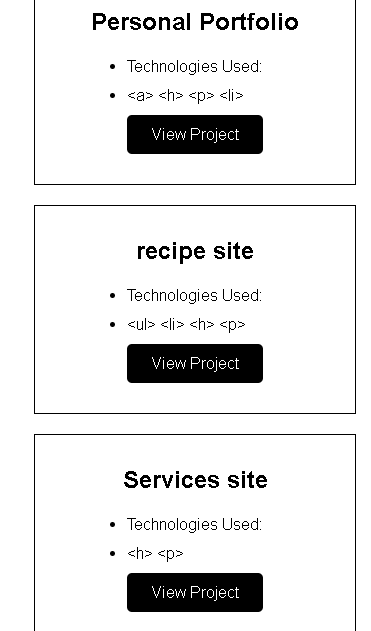 Personal Portfolio
Technologies Used:
<a> <h> <p> <li>
View Project
recipe site
Technologies Used:
<ul> <li> <h> <p>
View Project
Services site
Technologies Used:
<h> <p>
View Project